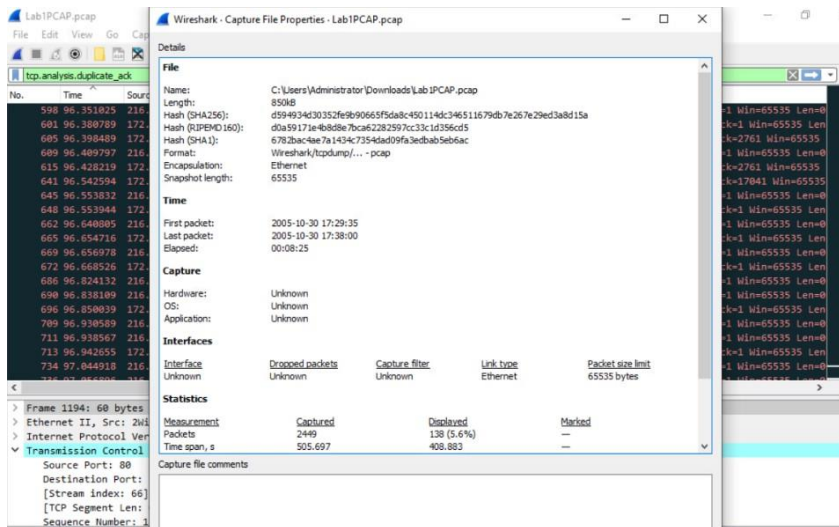 Lab1PCAP.pcap
File Edit View Go Cap
tcp.analysis.duplicate_ack
No. Time Sourc
598 96.351025 216.
601 96.380789 172.
605 96.398489 172.
609 96.409797 216.
615 96.428219 172.
641 96.542594 172.
645 96.553832 216.
648 96.553944 172.
662 96.640805 216.
665 96.654716 172.
669 96.656978 216.
672 96.668526 172.
686 96.824132 216.
690 96.838109 216.
696 96.850039 172.
709 96.930589 216.
711 96.938567 216.
713 96.942655 172.
734 97.044918 216.
Frame 1194: 60 bytes
Ethernet II, Src: 2Wi
Internet Protocol Ver
Transmission Control
Source Port: 80
Destination Port:
[Stream index: 66]
[TCP Segment Len:
Sequence Number: 1
Wireshark · Capture File Properties · Lab1PCAP.pcap
Details
File
Name: C:\Users\Administrator\Downloads\Lab1PCAP.pcap
Length: 850kB
Hash (SHA256): d594934d30352fe9b90665f5da8c450114dc346511679db7e267e29ed3a8d15a
Hash (RIPEMD160): d0a59171e4b8d8e7bca62282597cc33c1d356cd5
Hash (SHA1): 6782bac4ae7a1434c7354dad09fa3edbab5eb6ac
Format: Wireshark/tcpdump/... - pcap
Encapsulation: Ethernet
Snapshot length: 65535
Time
First packet: 2005-10-30 17:29:35
Last packet: 2005-10-30 17:38:00
Elapsed: 00:08:25
Capture
Hardware: Unknown
OS: Unknown
Application: Unknown
Interfaces
Interface Dropped packets Capture filter Link type Packet size limit
Unknown Unknown Unknown Ethernet 65535 bytes
Statistics
Measurement Captured Displayed Marked
Packets 2449 138 (5.6%) —
Time span, s 505.697 408.883 —
Capture file comments
=1 Win=65535 Len=0
ck=1 Win=65535 Len
ck=2761 Win=65535
=1 Win=65535 Len=0
ck=2761 Win=65535
ck=17041 Win=65535
=1 Win=65535 Len=0
ck=1 Win=65535 Len
=1 Win=65535 Len=0
ck=1 Win=65535 Len
=1 Win=65535 Len=0
ck=1 Win=65535 Len
=1 Win=65535 Len=0
=1 Win=65535 Len=0
ck=1 Win=65535 Len
=1 Win=65535 Len=0
=1 Win=65535 Len=0
ck=1 Win=65535 Len
=1 Win=65535 Len=0